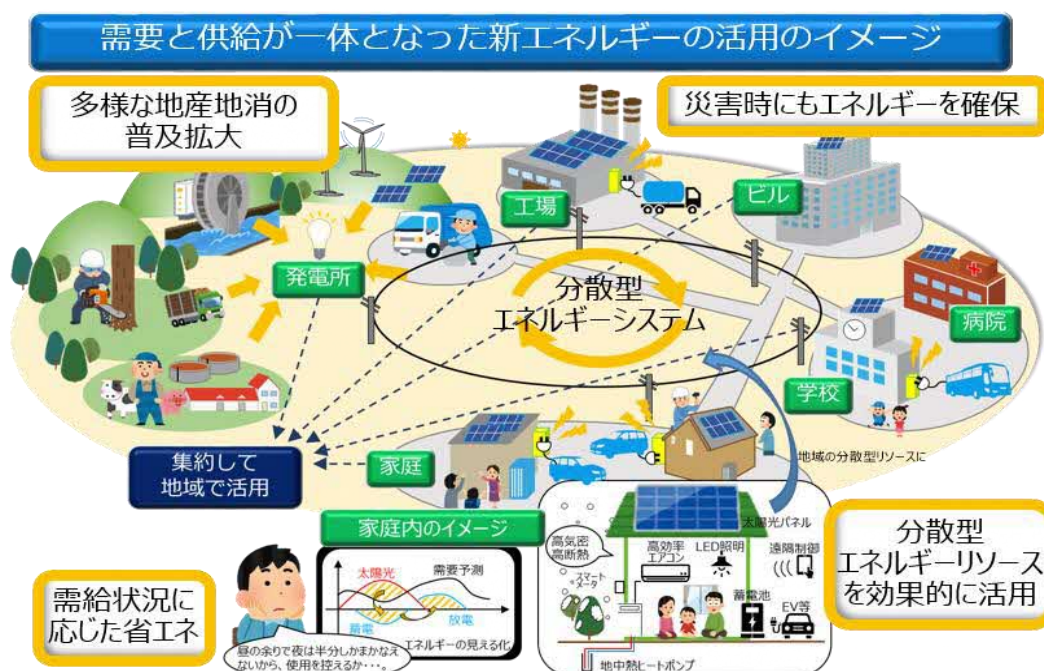 需要と供給が一体となった新エネルギーの活用のイメージ
多様な地産地消の
普及拡大
災害時にもエネルギーを確保
工場
ビル
発電所
分散型
エネルギーシステム
病院
学校
集約して
地域で活用
家庭
地域の分散型リソースに
家庭内のイメージ
太陽光
需要予測
蓄電
放電
エネルギーの見える化
高気密
高断熱
スマート
メータ
高効率
エアコン
LED照明
太陽光パネル
遠隔制御
蓄電池
EV等
地中熱ヒートポンプ
分散型
エネルギーリソース
を効果的に活用
需給状況に
応じた省エネ
昼の余りで夜は半分しかまかなえ
ないから、使用を控えるか・・・。